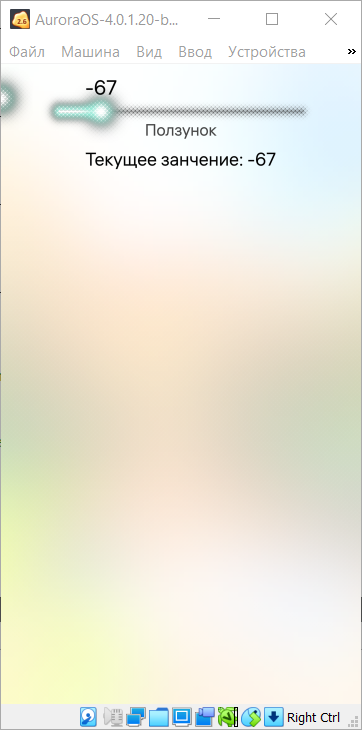 AuroraOS-4.0.1.20-b...
Файл Машина Вид Ввод Устройства »
-67
Ползунок
Текущее занчение: -67
Right Ctrl